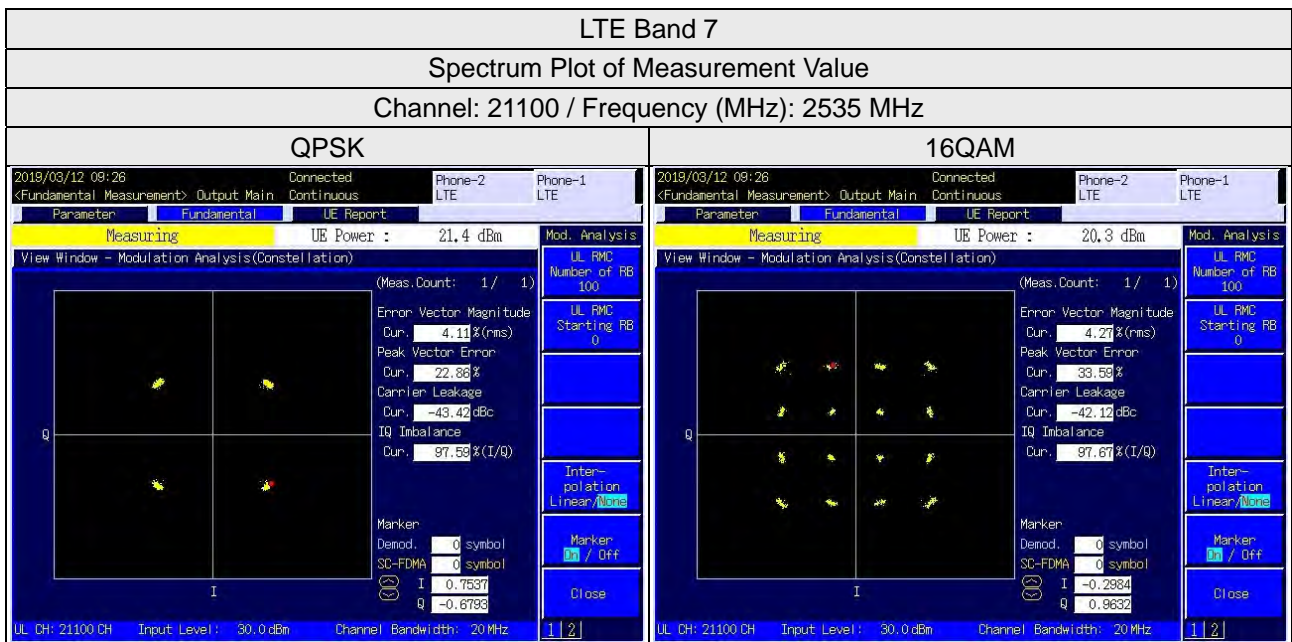 LTE Band 7
Spectrum Plot of Measurement Value
Channel: 21100 / Frequency (MHz): 2535 MHz
QPSK
2019/03/12 09:26 Connected Phone-2 Phone-1
<Fundamental Measurement> Output Main Continuous LTE LTE
Parameter Fundamental UE Report
Measuring UE Power : 21.4 dBm Mod. Analysis
View Window - Modulation Analysis(Constellation)
(Meas.Count: 1/ 1)
Error Vector Magnitude
Cur. 4.11 %(rms)
Peak Vector Error
Cur. 22.86 %
Carrier Leakage
Cur. -43.42 dBc
IQ Imbalance
Cur. 97.59 %(I/Q)
Q
I
Marker
Demod. 0 symbol
SC-FDMA 0 symbol
I 0.7537
Q -0.6793
UL RMC
Number of RB
100
UL RMC
Starting RB
0
Inter-
polation
Linear/None
Marker
On / Off
Close
UL CH: 21100 CH Input Level: 30.0 dBm Channel Bandwidth: 20 MHz 1 2
16QAM
2019/03/12 09:26 Connected Phone-2 Phone-1
<Fundamental Measurement> Output Main Continuous LTE LTE
Parameter Fundamental UE Report
Measuring UE Power : 20.3 dBm Mod. Analysis
View Window - Modulation Analysis(Constellation)
(Meas.Count: 1/ 1)
Error Vector Magnitude
Cur. 4.27 %(rms)
Peak Vector Error
Cur. 33.59 %
Carrier Leakage
Cur. -42.12 dBc
IQ Imbalance
Cur. 97.67 %(I/Q)
Q
I
Marker
Demod. 0 symbol
SC-FDMA 0 symbol
I -0.2984
Q 0.9632
UL RMC
Number of RB
100
UL RMC
Starting RB
0
Inter-
polation
Linear/None
Marker
On / Off
Close
UL CH: 21100 CH Input Level: 30.0 dBm Channel Bandwidth: 20 MHz 1 2